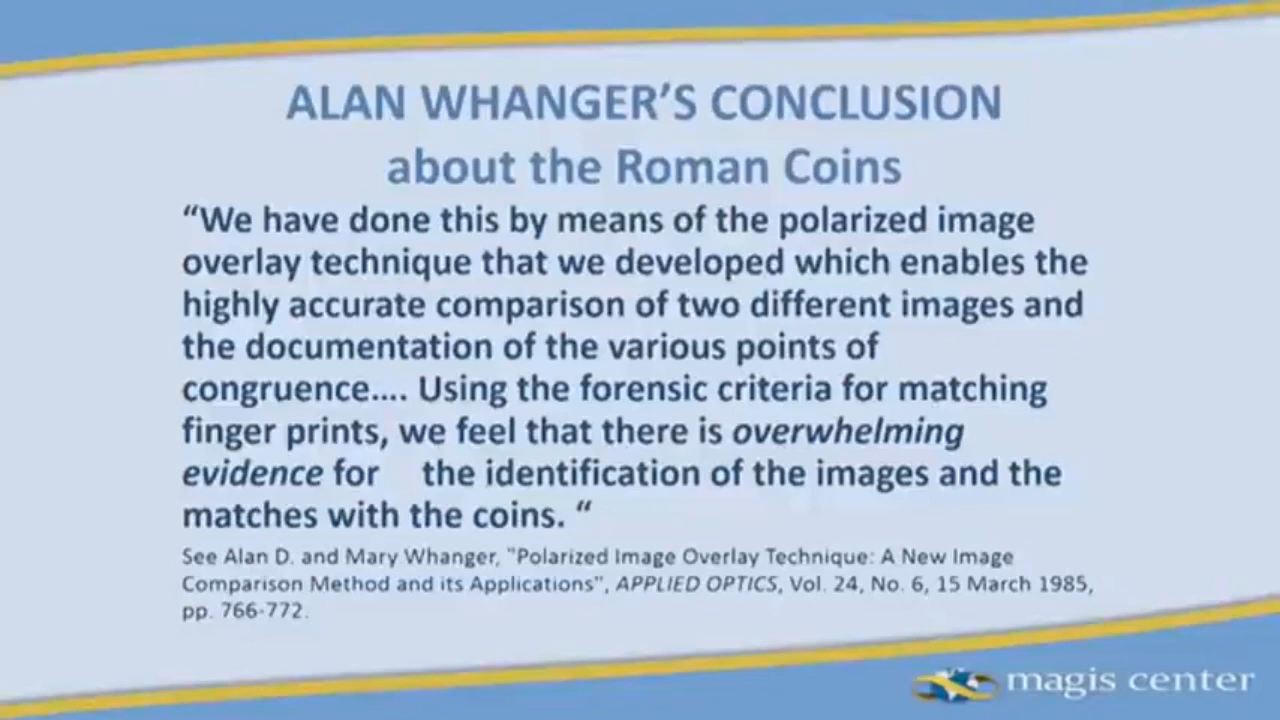 ALAN WHANGER’S CONCLUSION
about the Roman Coins
“We have done this by means of the polarized image
overlay technique that we developed which enables the
highly accurate comparison of two different images and
the documentation of the various points of
congruence…. Using the forensic criteria for matching
finger prints, we feel that there is overwhelming
evidence for the identification of the images and the
matches with the coins. “
See Alan D. and Mary Whanger, "Polarized Image Overlay Technique: A New Image
Comparison Method and its Applications", APPLIED OPTICS, Vol. 24, No. 6, 15 March 1985,
pp. 766-772.
magis center